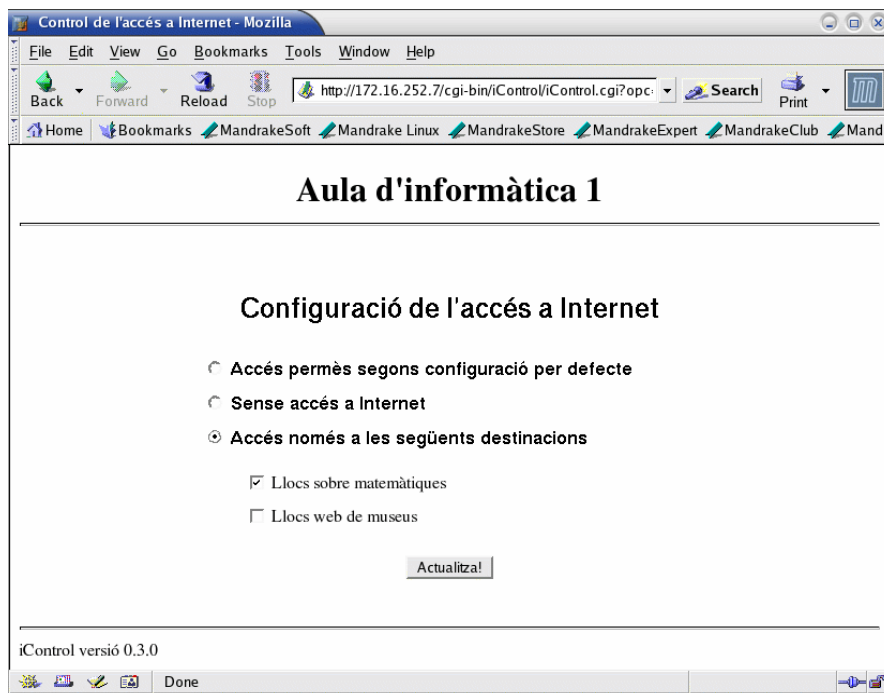 Control de l'accés a Internet - Mozilla
File Edit View Go Bookmarks Tools Window Help
Back Forward Reload Stop http://172.16.252.7/cgi-bin/iControl/iControl.cgi?opc Search Print
Home Bookmarks MandrakeSoft Mandrake Linux MandrakeStore MandrakeExpert MandrakeClub Mand
Aula d'informàtica 1
Configuració de l'accés a Internet
Accés permès segons configuració per defecte
Sense accés a Internet
Accés només a les següents destinacions
Llocs sobre matemàtiques
Llocs web de museus
Actualitza!
iControl versió 0.3.0
Done